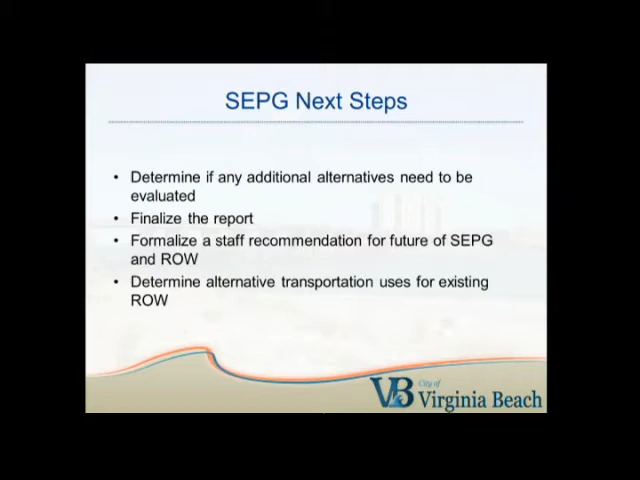 SEPG Next Steps
• Determine if any additional alternatives need to be
evaluated
• Finalize the report
• Formalize a staff recommendation for future of SEPG
and ROW
• Determine alternative transportation uses for existing
ROW
VB City of
Virginia Beach